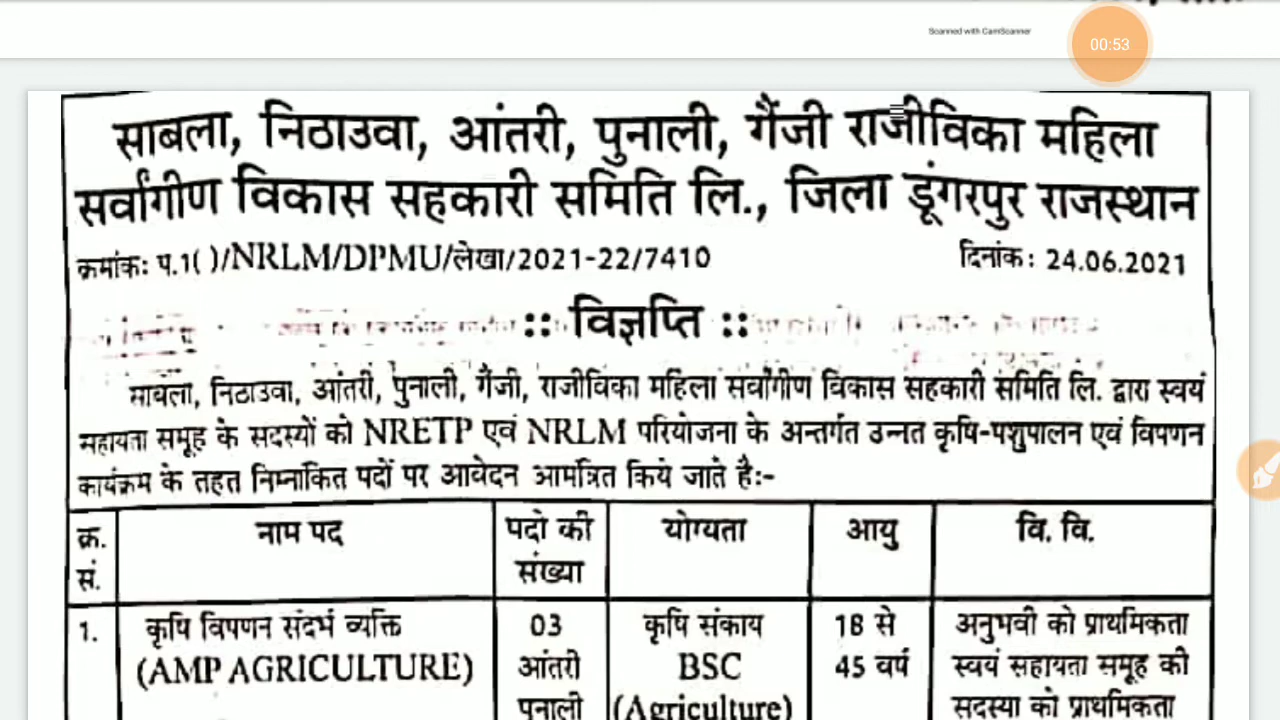 Scanned with CamScanner
00:53
साबला, निठाउवा, आंतरी, पुनाली, गैंजी राजीविका महिला
सर्वांगीण विकास सहकारी समिति लि., जिला डूंगरपुर राजस्थान
क्रमांकः प.1( )/NRLM/DPMU/लेखा/2021-22/7410 दिनांक : 24.06.2021
:: विज्ञप्ति ::
साबला, निठाउवा, आंतरी, पुनाली, गैंजी, राजीविका महिला सर्वांगीण विकास सहकारी समिति लि. द्वारा स्वयं
सहायता समूह के सदस्यों को NRETP एवं NRLM परियोजना के अन्तर्गत उन्नत कृषि-पशुपालन एवं विपणन
कार्यक्रम के तहत निम्नांकित पदों पर आवेदन आमंत्रित किये जाते है:-
क्र. सं. नाम पद पदो की संख्या योग्यता आयु वि. वि.
1. कृषि विपणन संदर्भ व्यक्ति 03 कृषि संकाय 18 से अनुभवी को प्राथमिकता
(AMP AGRICULTURE) आंतरी BSC 45 वर्ष स्वयं सहायता समूह की
पुनाली (Agriculture) सदस्या को प्राथमिकता